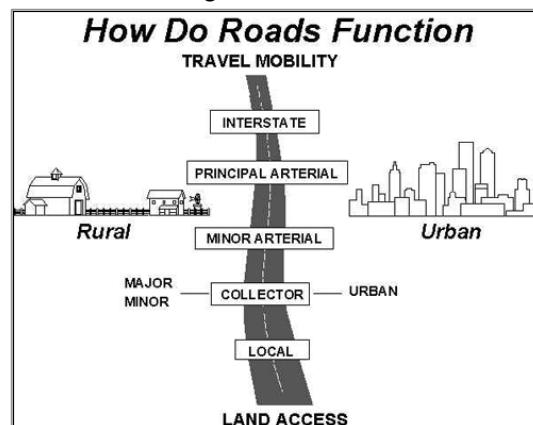 How Do Roads Function
TRAVEL MOBILITY
INTERSTATE
PRINCIPAL ARTERIAL
Rural
Urban
MINOR ARTERIAL
MAJOR
MINOR
COLLECTOR
URBAN
LOCAL
LAND ACCESS